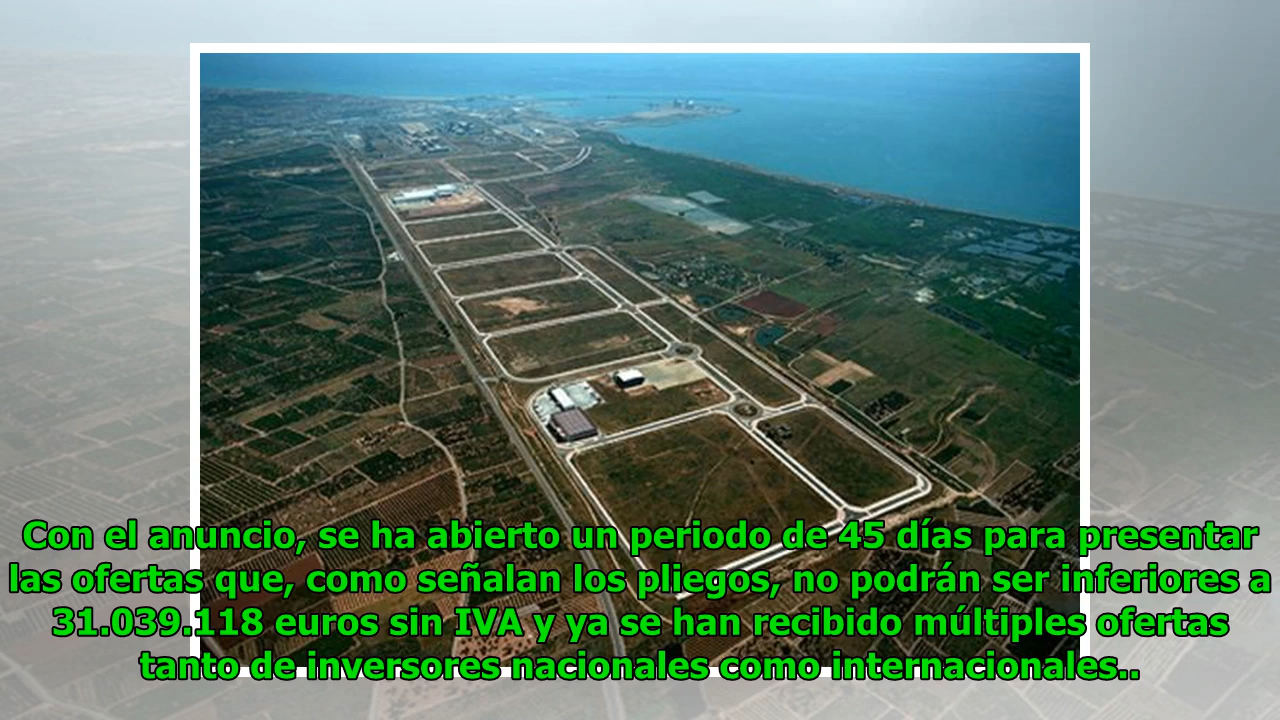 Con el anuncio, se ha abierto un periodo de 45 días para presentar
las ofertas que, como señalan los pliegos, no podrán ser inferiores a
31.039.118 euros sin IVA y ya se han recibido múltiples ofertas
tanto de inversores nacionales como internacionales..